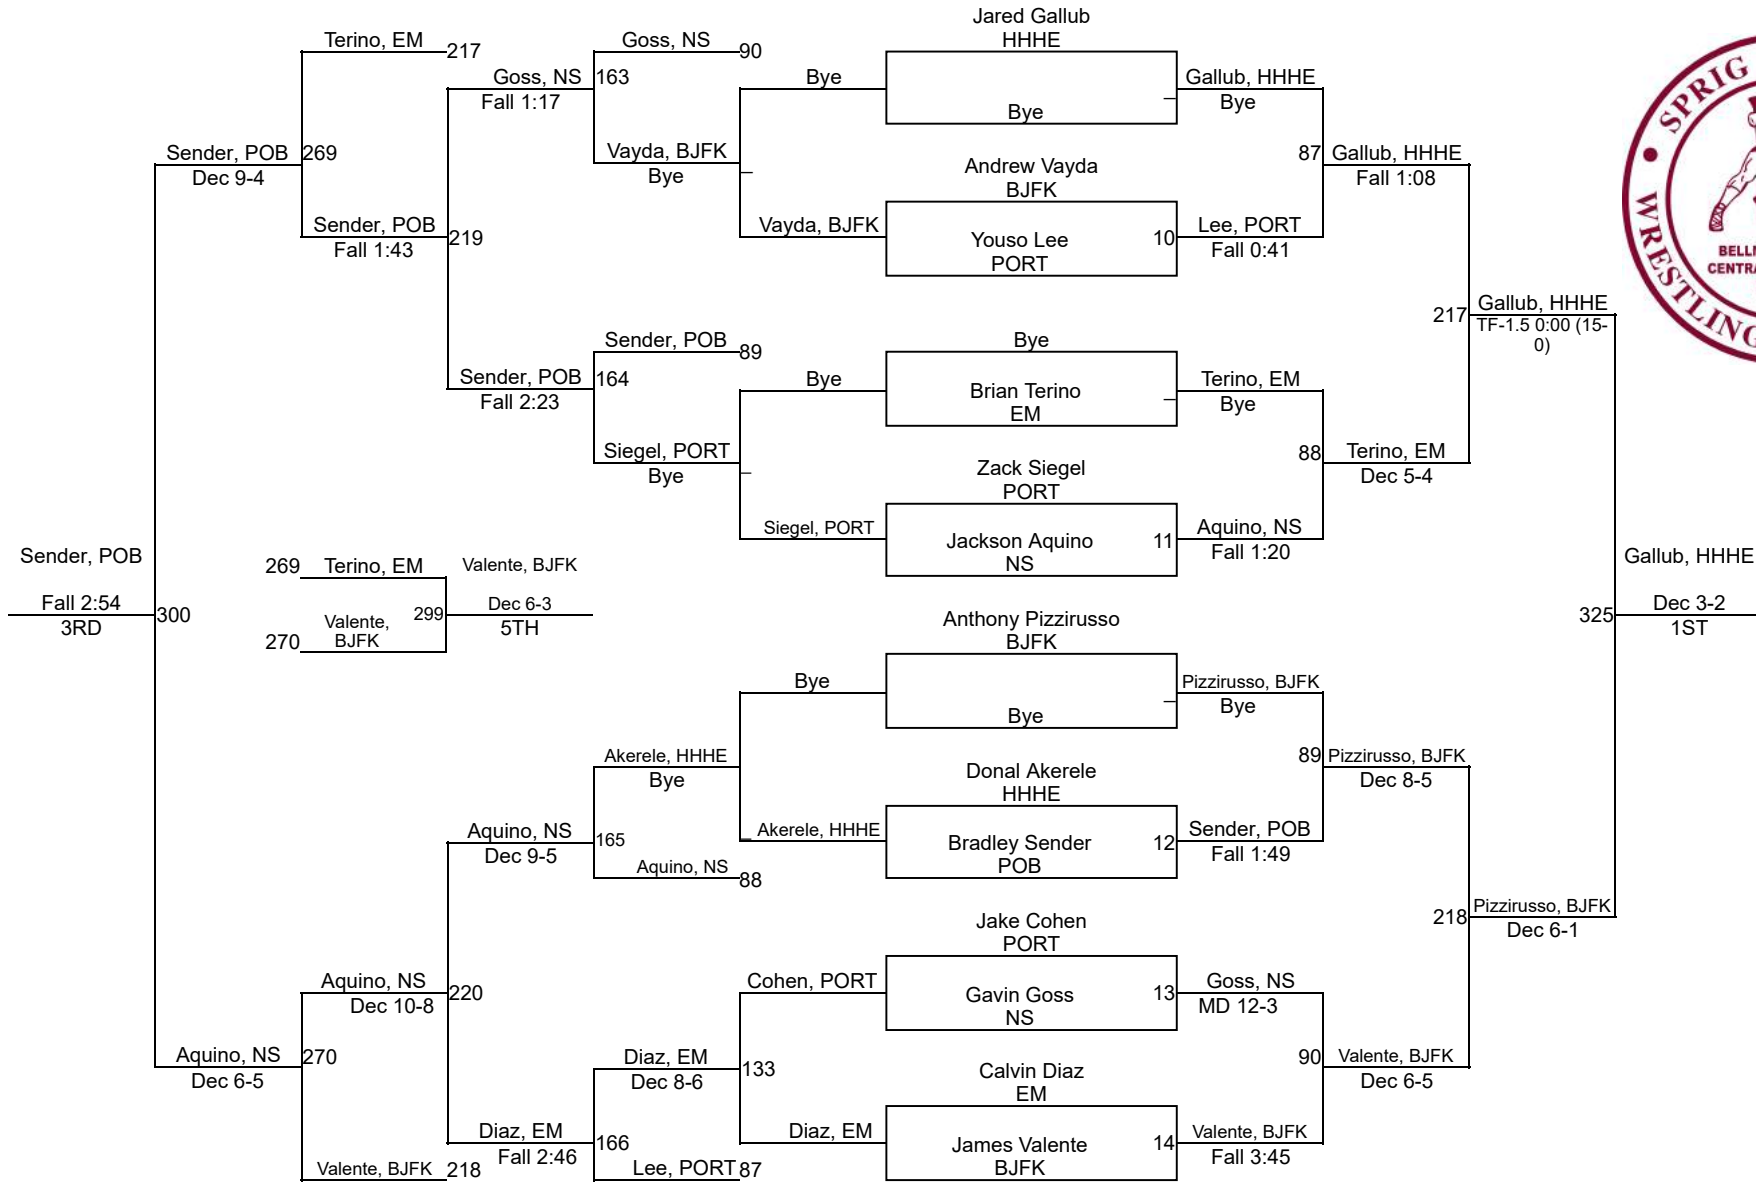 Jared Gallub
HHHE
Bye
Andrew Vayda
BJFK
Youso Lee
PORT
10
Bye
Brian Terino
EM
Zack Siegel
PORT
Jackson Aquino
NS
11
Anthony Pizzirusso
BJFK
Bye
Donal Akerele
HHHE
Bradley Sender
POB
12
Jake Cohen
PORT
Gavin Goss
NS
13
Calvin Diaz
EM
James Valente
BJFK
14
Gallub, HHHE
Bye
87
Lee, PORT
Fall 0:41
Terino, EM
Bye
88
Aquino, NS
Fall 1:20
Pizzirusso, BJFK
Bye
89
Sender, POB
Fall 1:49
Goss, NS
MD 12-3
90
Valente, BJFK
Fall 3:45
Gallub, HHHE
Fall 1:08
217
Terino, EM
Dec 5-4
Pizzirusso, BJFK
Dec 8-5
218
Valente, BJFK
Dec 6-5
Gallub, HHHE
TF-1.5 0:00 (15-
0)
325
Pizzirusso, BJFK
Dec 6-1
Gallub, HHHE
Dec 3-2
1ST
Bye
Vayda, BJFK
Bye
Siegel, PORT
Bye
Akerele, HHHE
Cohen, PORT
133
Diaz, EM
Goss, NS 90
163
Vayda, BJFK
Bye
Sender, POB 89
164
Siegel, PORT
Bye
Akerele, HHHE
Bye
165
Aquino, NS 88
Diaz, EM
Dec 8-6
166
Lee, PORT 87
Goss, NS
Fall 1:17
219
Sender, POB
Fall 2:23
Aquino, NS
Dec 9-5
220
Diaz, EM
Fall 2:46
Terino, EM 217
269
Sender, POB
Fall 1:43
Aquino, NS
Dec 10-8
270
Valente, BJFK 218
Sender, POB
Dec 9-4
300
Aquino, NS
Dec 6-5
Sender, POB
Fall 2:54
3RD
269 Terino, EM
299
270 Valente,
BJFK
Valente, BJFK
Dec 6-3
5TH
SPRIG
WRESTLING